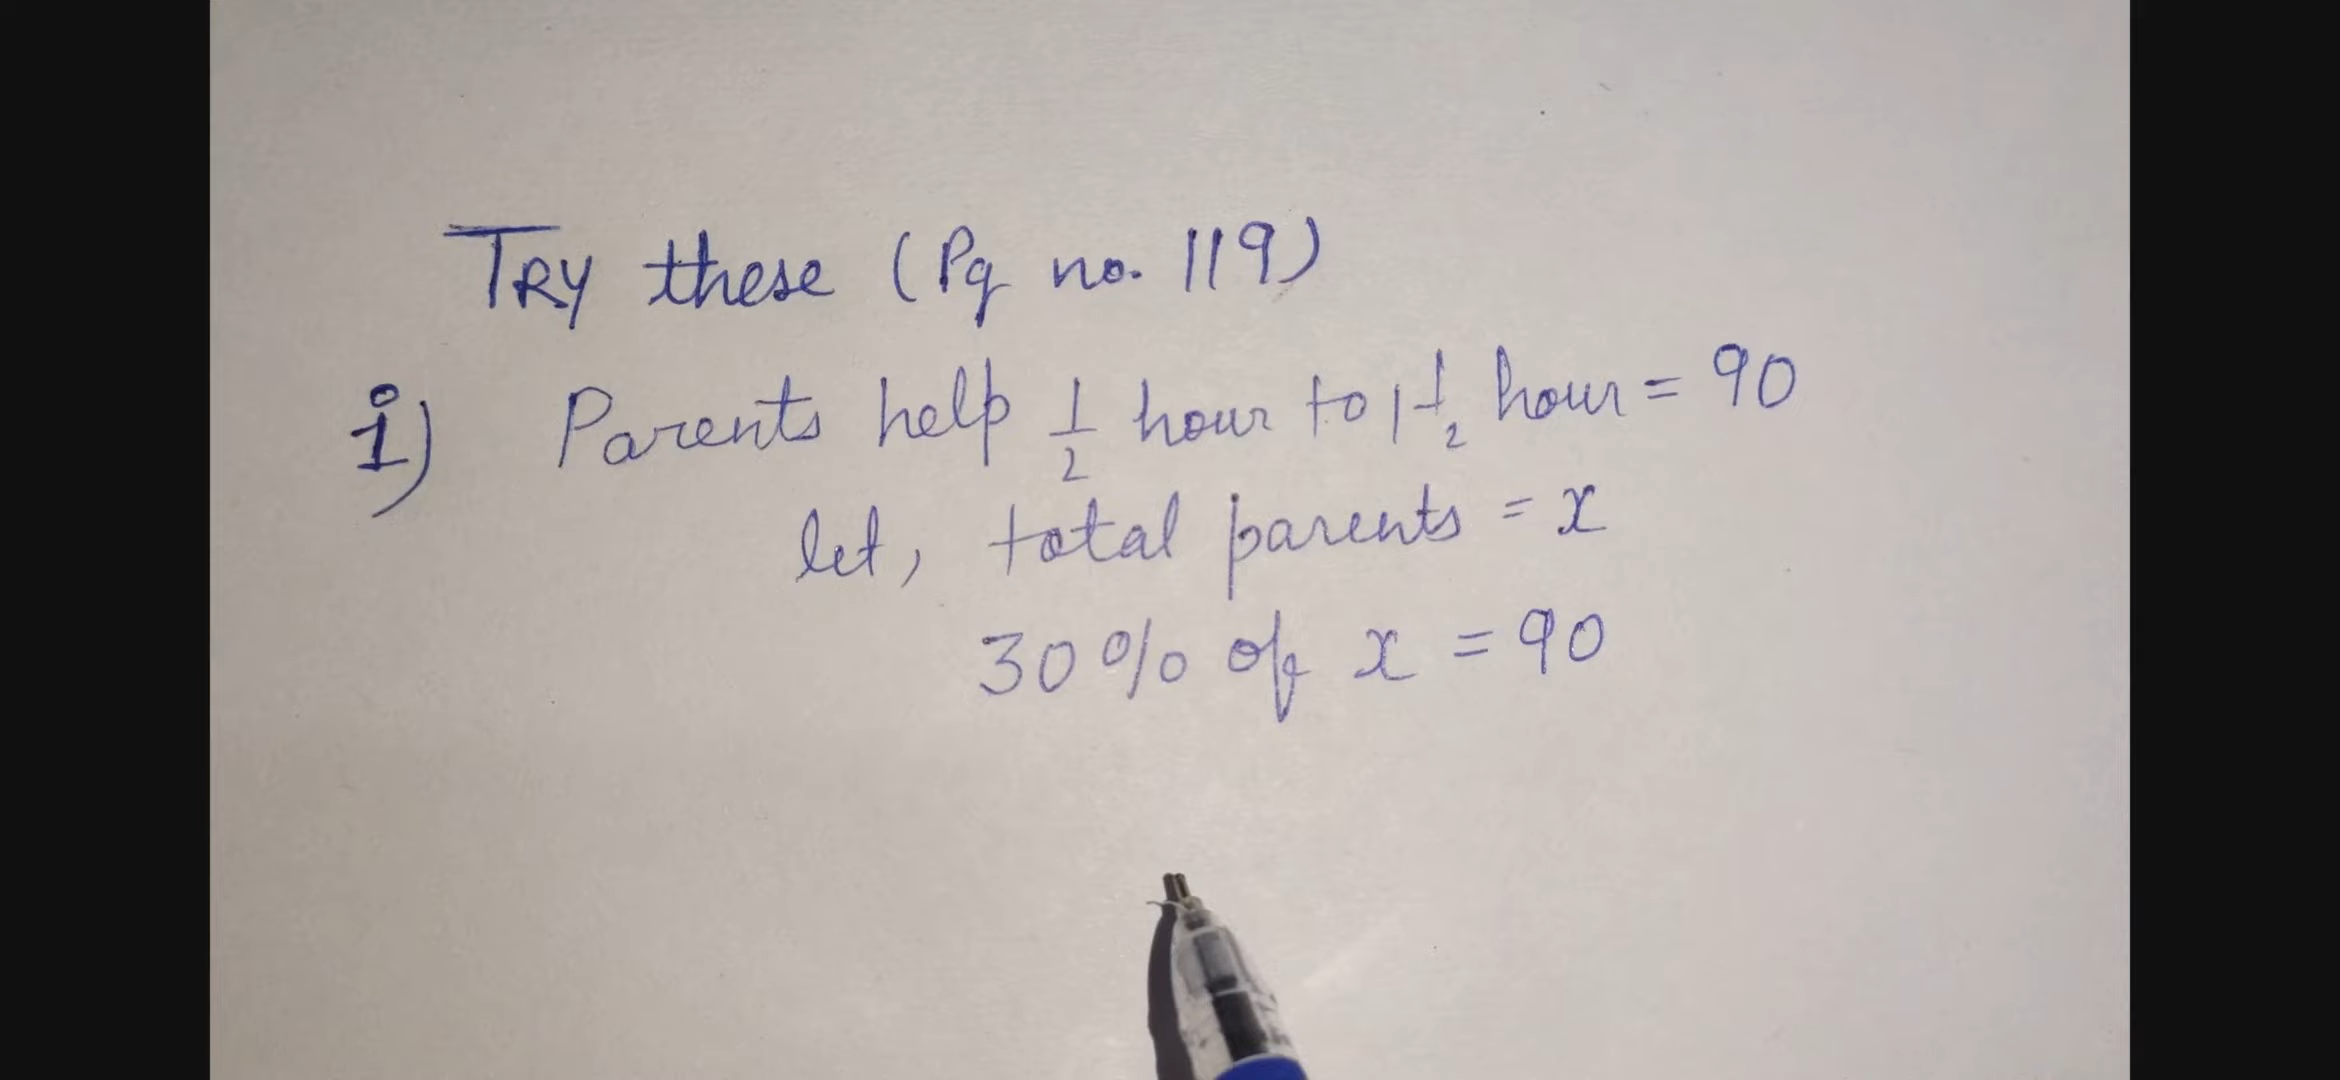 TRY these (Pg no. 119)
i) Parents help 1/2 hour to 1 1/2 hour = 90
let, total parents = x
30% of x = 90